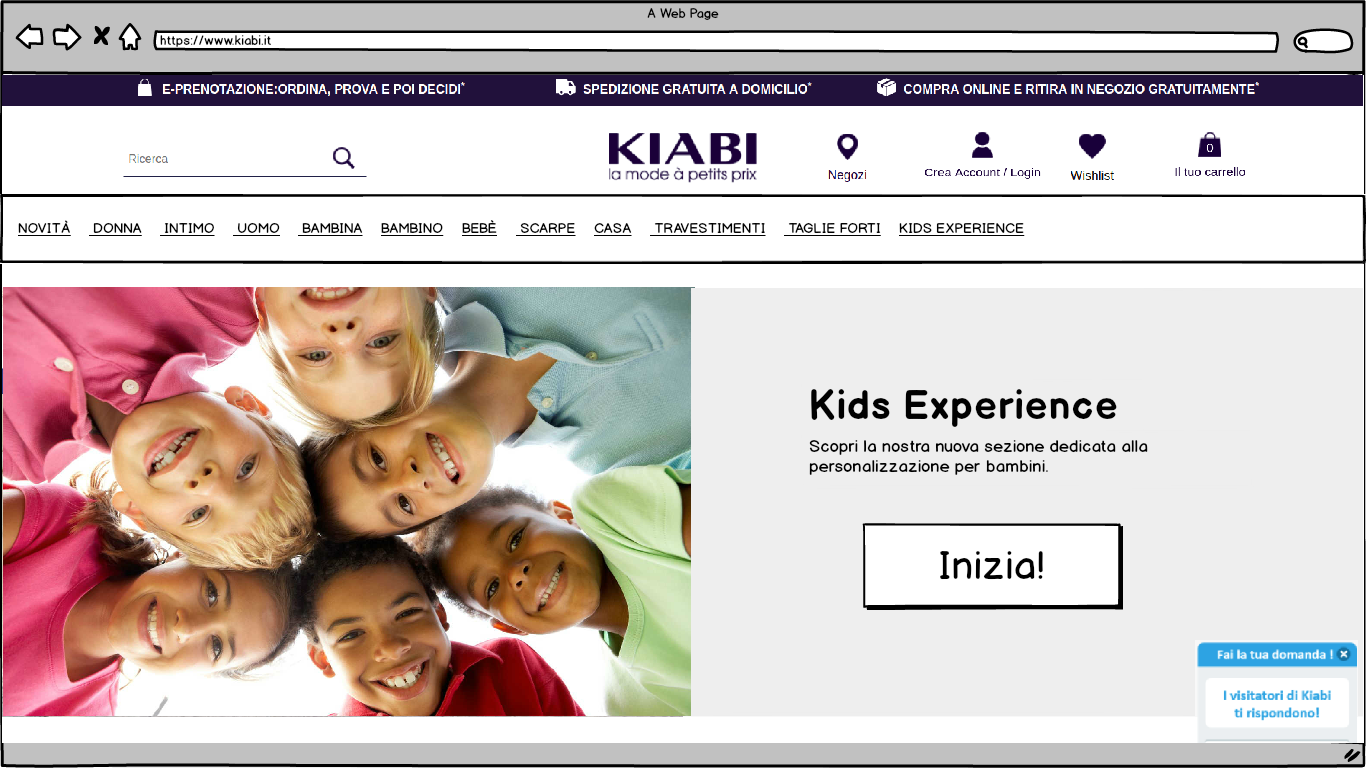 A Web Page
https://www.kiabi.it
E-PRENOTAZIONE:ORDINA, PROVA E POI DECIDI* SPEDIZIONE GRATUITA A DOMICILIO* COMPRA ONLINE E RITIRA IN NEGOZIO GRATUITAMENTE*
Ricerca
KIABI
la mode à petits prix
Negozi
Crea Account / Login
Wishlist
0
Il tuo carrello
NOVITÀ DONNA INTIMO UOMO BAMBINA BAMBINO BEBÈ SCARPE CASA TRAVESTIMENTI TAGLIE FORTI KIDS EXPERIENCE
Kids Experience
Scopri la nostra nuova sezione dedicata alla
personalizzazione per bambini.
Inizia!
Fai la tua domanda !
I visitatori di Kiabi
ti rispondono!